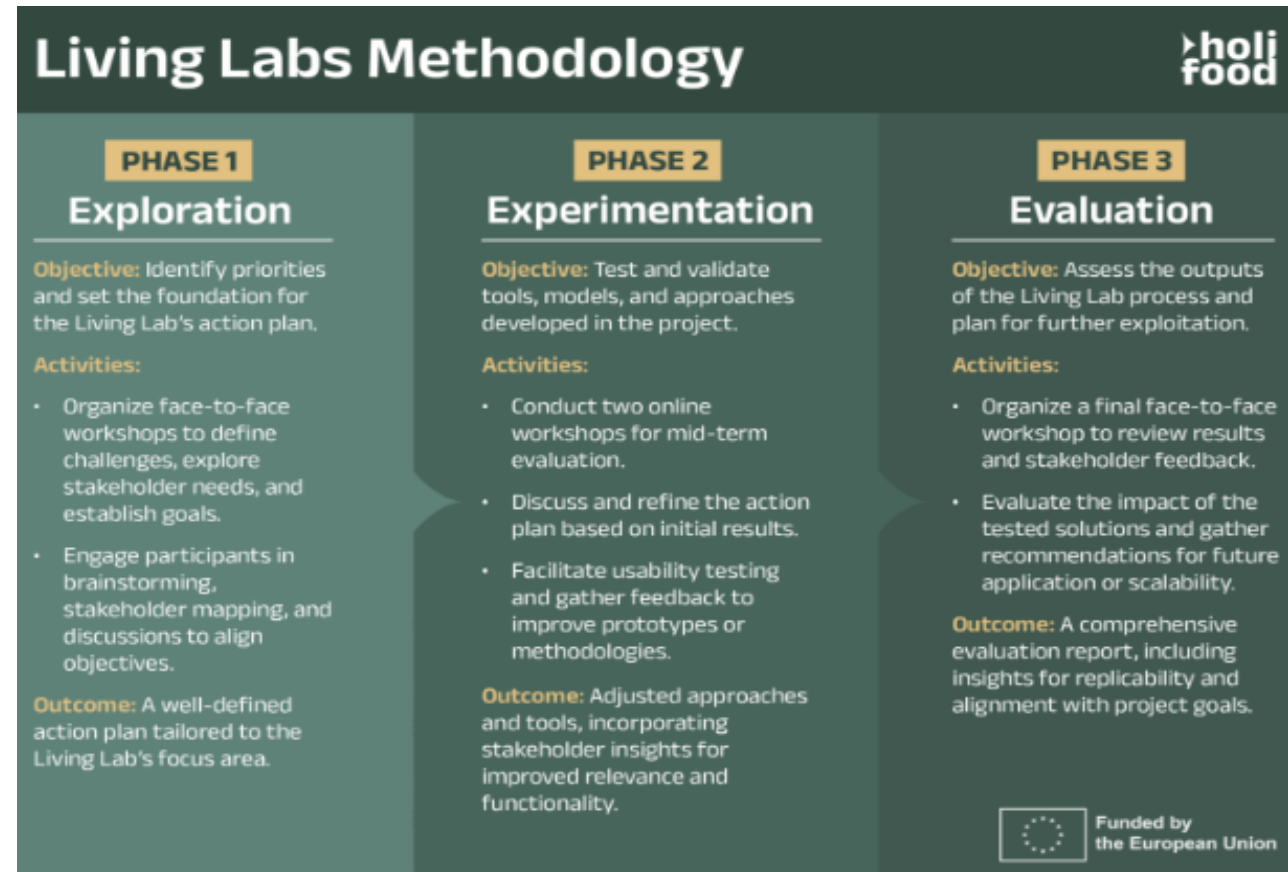 Living Labs Methodology
holi
food
PHASE 1
Exploration
Objective: Identify priorities
and set the foundation for
the Living Lab's action plan.
Activities:
• Organize face-to-face
workshops to define
challenges, explore
stakeholder needs, and
establish goals.
• Engage participants in
brainstorming,
stakeholder mapping, and
discussions to align
objectives.
Outcome: A well-defined
action plan tailored to the
Living Lab's focus area.
PHASE 2
Experimentation
Objective: Test and validate
tools, models, and approaches
developed in the project.
Activities:
• Conduct two online
workshops for mid-term
evaluation.
• Discuss and refine the action
plan based on initial results.
• Facilitate usability testing
and gather feedback to
improve prototypes or
methodologies.
Outcome: Adjusted approaches
and tools, incorporating
stakeholder insights for
improved relevance and
functionality.
PHASE 3
Evaluation
Objective: Assess the outputs
of the Living Lab process and
plan for further exploitation.
Activities:
• Organize a final face-to-face
workshop to review results
and stakeholder feedback.
• Evaluate the impact of the
tested solutions and gather
recommendations for future
application or scalability.
Outcome: A comprehensive
evaluation report, including
insights for replicability and
alignment with project goals.
Funded by
the European Union